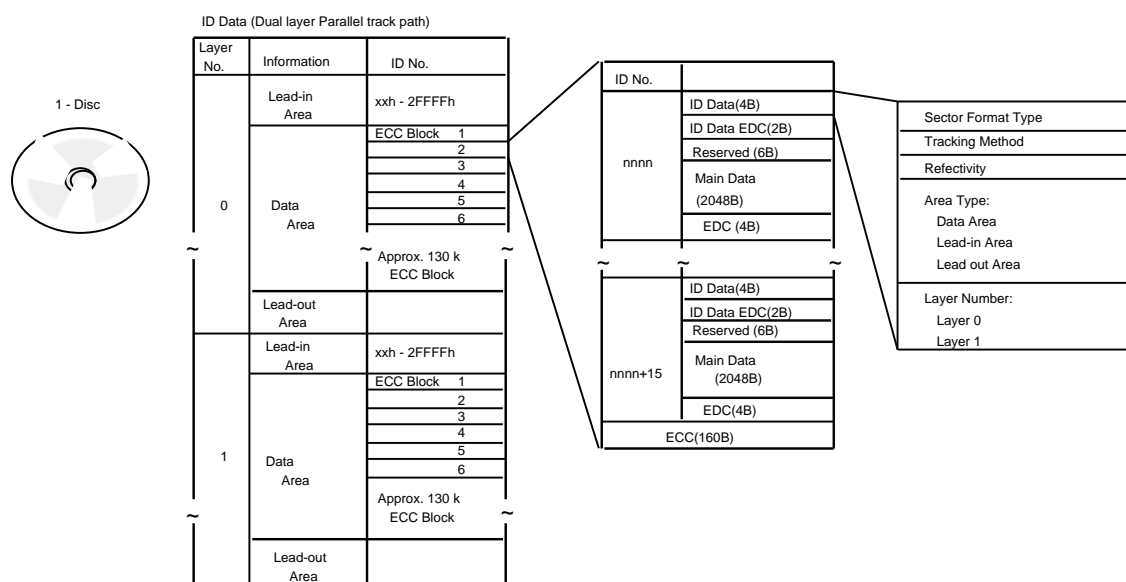 ID Data (Dual layer Parallel track path)
1 - Disc
Layer No.
Information
ID No.
0
Lead-in Area
xxh - 2FFFFh
Data Area
ECC Block 1
2
3
4
5
6
~ ~ ~
Approx. 130 k ECC Block
Lead-out Area
1
Lead-in Area
xxh - 2FFFFh
Data Area
ECC Block 1
2
3
4
5
6
Approx. 130 k ECC Block
~ ~
Lead-out Area
ID No.
nnnn
ID Data(4B)
ID Data EDC(2B)
Reserved (6B)
Main Data
(2048B)
EDC (4B)
~ ~ ~
nnnn+15
ID Data(4B)
ID Data EDC(2B)
Reserved (6B)
Main Data
(2048B)
EDC(4B)
ECC(160B)
Sector Format Type
Tracking Method
Refectivity
Area Type:
Data Area
Lead-in Area
Lead out Area
Layer Number:
Layer 0
Layer 1